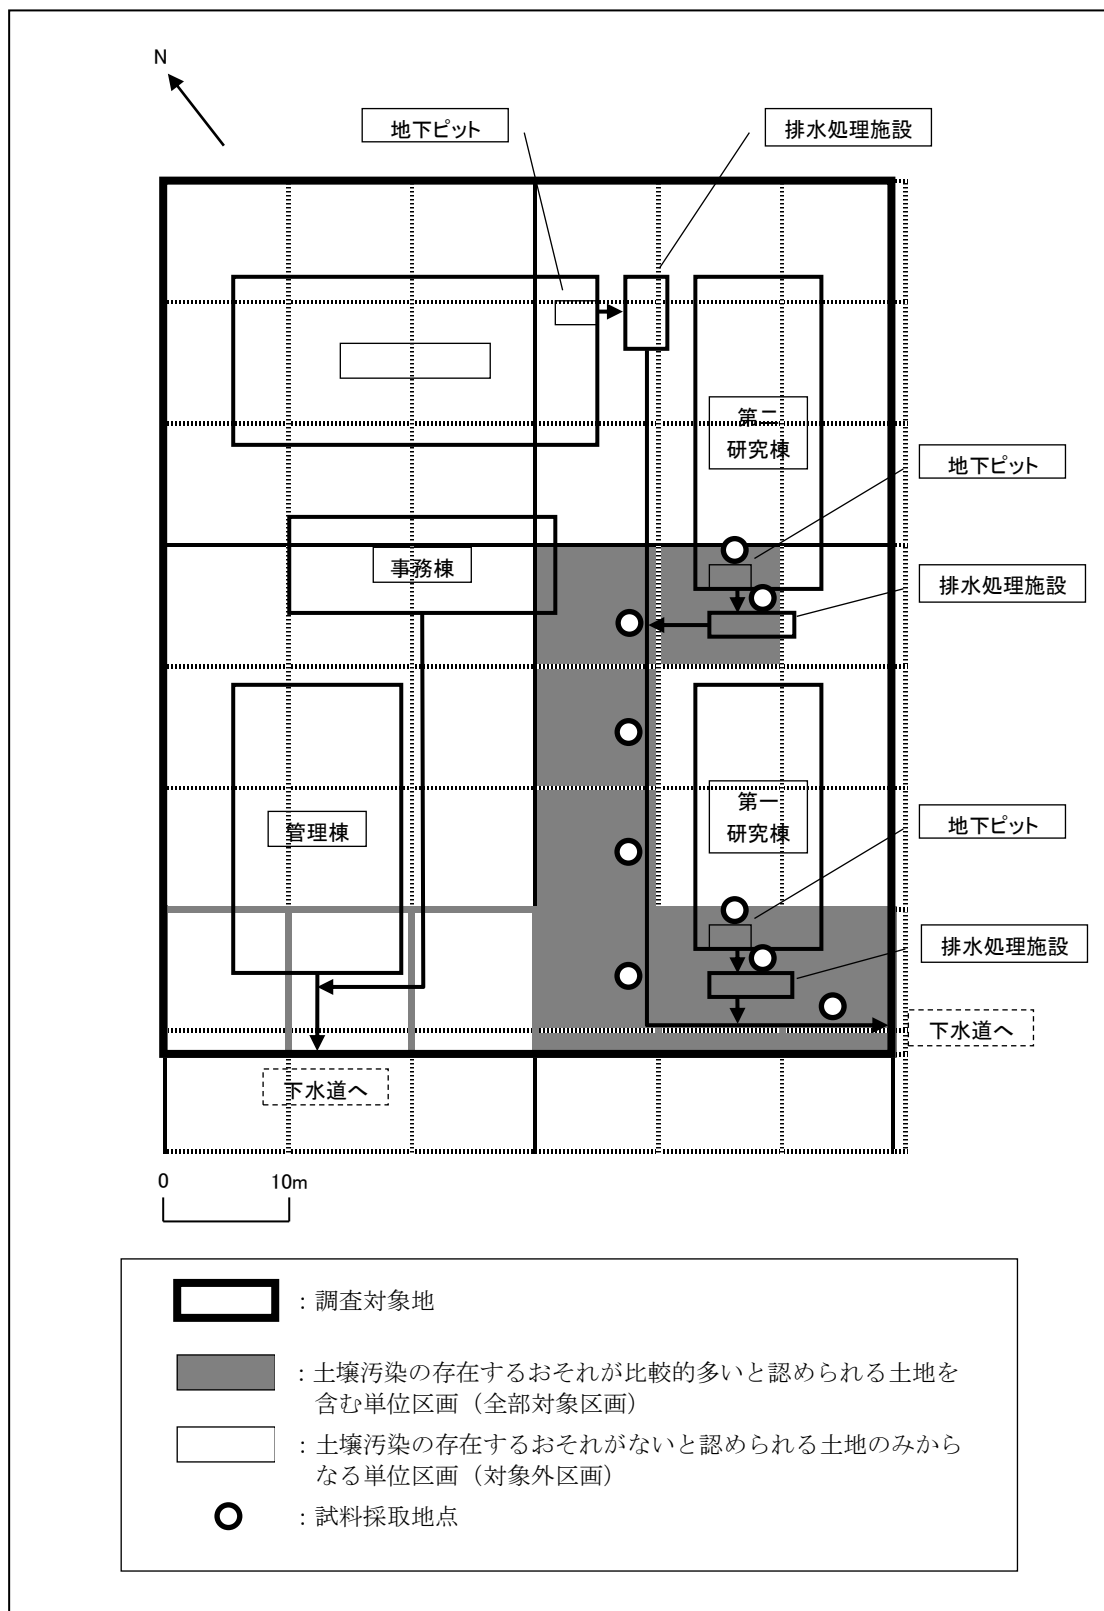 N
地下ピット
排水処理施設
第二
研究棟
地下ピット
事務棟
排水処理施設
第一
研究棟
地下ピット
管理棟
排水処理施設
下水道へ
下水道へ
0
10m
：調査対象地
：土壌汚染の存在するおそれが比較的多いと認められる土地を
含む単位区画（全部対象区画）
：土壌汚染の存在するおそれがないと認められる土地のみから
なる単位区画（対象外区画）
：試料採取地点